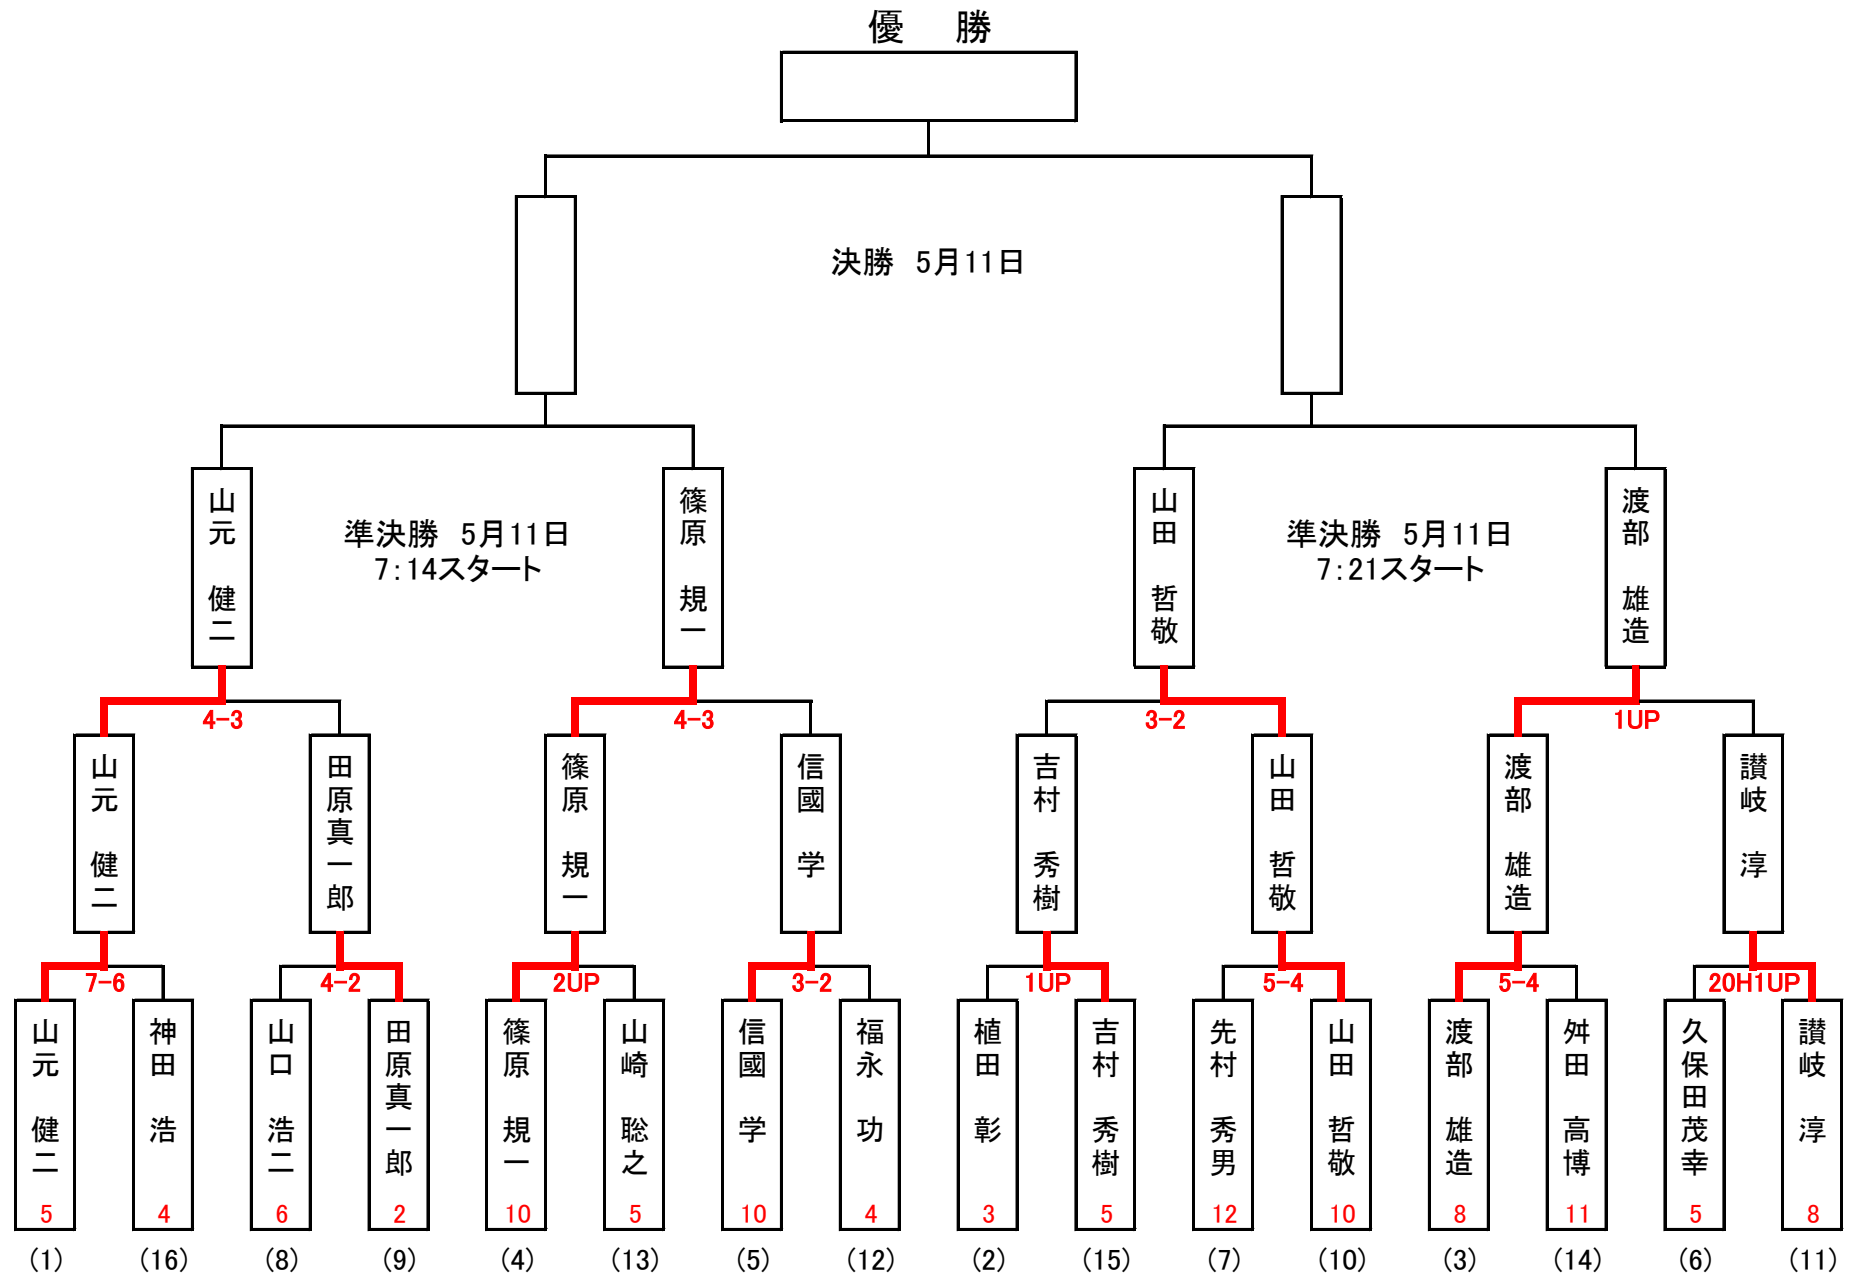 優　勝
決勝　5月11日
山元　健二
篠原　規一
山田　哲敬
渡部　雄造
準決勝　5月11日
7：14スタート
準決勝　5月11日
7：21スタート
4-3
4-3
3-2
1UP
山元　健二
田原真一郎
篠原　規一
信國　学
吉村　秀樹
山田　哲敬
渡部　雄造
讃岐　淳
7-6
4-2
2UP
3-2
1UP
5-4
5-4
20H1UP
山元　健二
神田　浩
山口　浩二
田原真一郎
篠原　規一
山崎　聡之
信國　学
福永　功
植田　彰
吉村　秀樹
先村　秀男
山田　哲敬
渡部　雄造
舛田　高博
久保田茂幸
讃岐　淳
5 4 6 2 10 5 10 4 3 5 12 10 8 11 5 8
(1) (16) (8) (9) (4) (13) (5) (12) (2) (15) (7) (10) (3) (14) (6) (11)